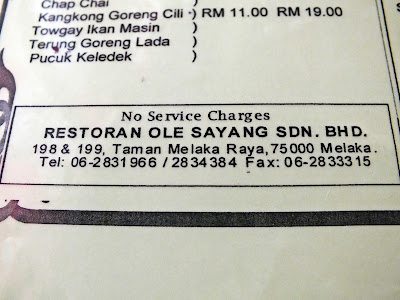 Chap Chai )
Kangkong Goreng Cili ) RM 11.00 RM 19.00
Towgay Ikan Masin )
Terung Goreng Lada )
Pucuk Keledek )
No Service Charges
RESTORAN OLE SAYANG SDN. BHD.
198 & 199, Taman Melaka Raya, 75000 Melaka.
Tel: 06-2831966 / 2834384 Fax: 06-2833315